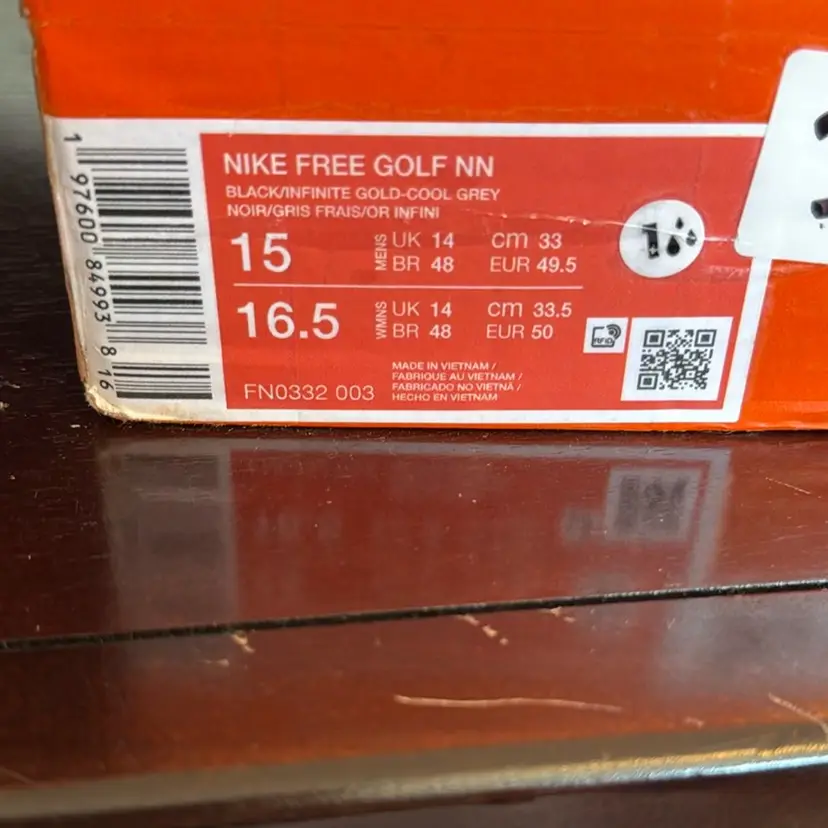 NIKE FREE GOLF NN
BLACK/INFINITE GOLD-COOL GREY
NOIR/GRIS FRAIS/OR INFINI
15 MENS UK 14 cm 33
BR 48 EUR 49.5
16.5 WMNS UK 14 cm 33.5
BR 48 EUR 50
RFID
FN0332 003
MADE IN VIETNAM /
FABRIQUE AU VIETNAM /
FABRICADO NO VIETNÃ /
HECHO EN VIETNAM
1 97600 84993 8 16